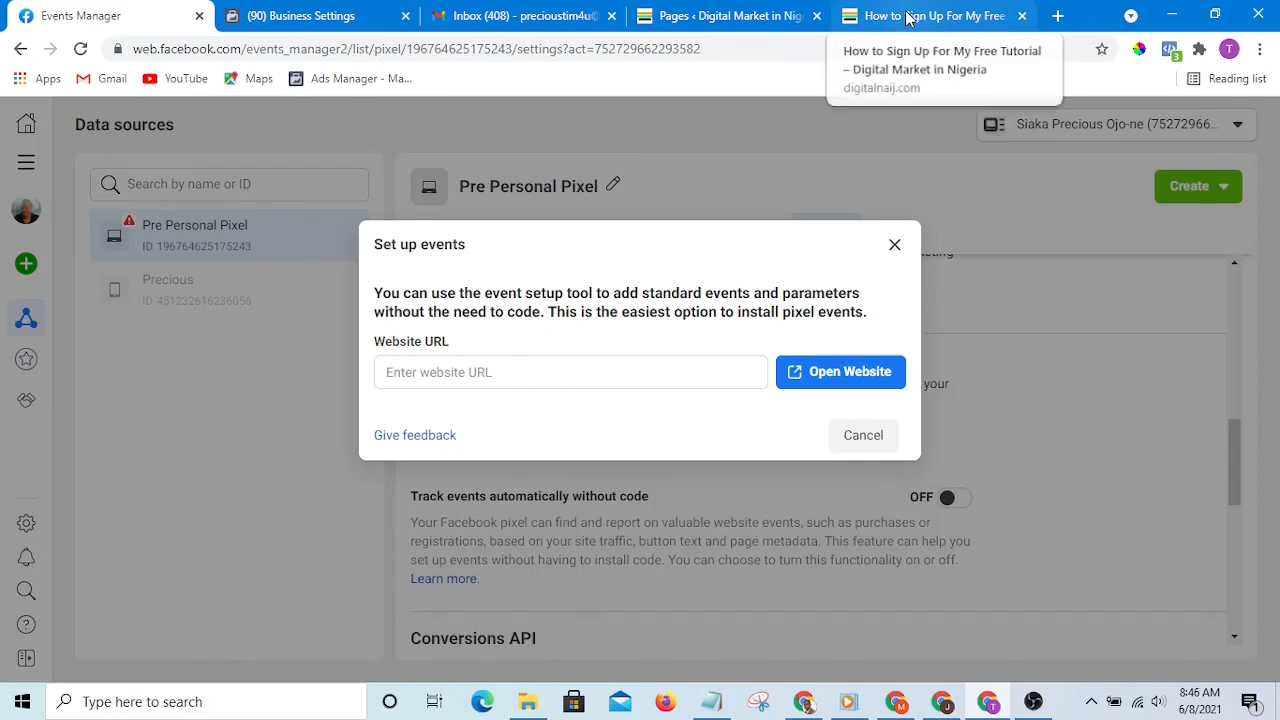 Events Manager
(90) Business Settings
Inbox (408) – precioustim4u@
Pages ‹ Digital Market in Nig
How to Sign Up For My Free
web.facebook.com/events_manager2/list/pixel/196764625175243/settings?act=752729662293582
3
T
How to Sign Up For My Free Tutorial
– Digital Market in Nigeria
digitalnaij.com
Apps
Gmail
YouTube
Maps
Ads Manager - Ma...
Reading list
Data sources
Siaka Precious Ojo-ne (75272966...
Search by name or ID
Pre Personal Pixel
ID 196764625175243
Precious
ID 451232616236056
Pre Personal Pixel
Create
Set up events
You can use the event setup tool to add standard events and parameters
without the need to code. This is the easiest option to install pixel events.
Website URL
Enter website URL
Open Website
Give feedback
Cancel
your
Track events automatically without code
OFF
Your Facebook pixel can find and report on valuable website events, such as purchases or
registrations, based on your site traffic, button text and page metadata. This feature can help you
set up events without having to install code. You can choose to turn this functionality on or off.
Learn more.
Conversions API
Type here to search
M
J
T
8:46 AM
6/8/2021
1